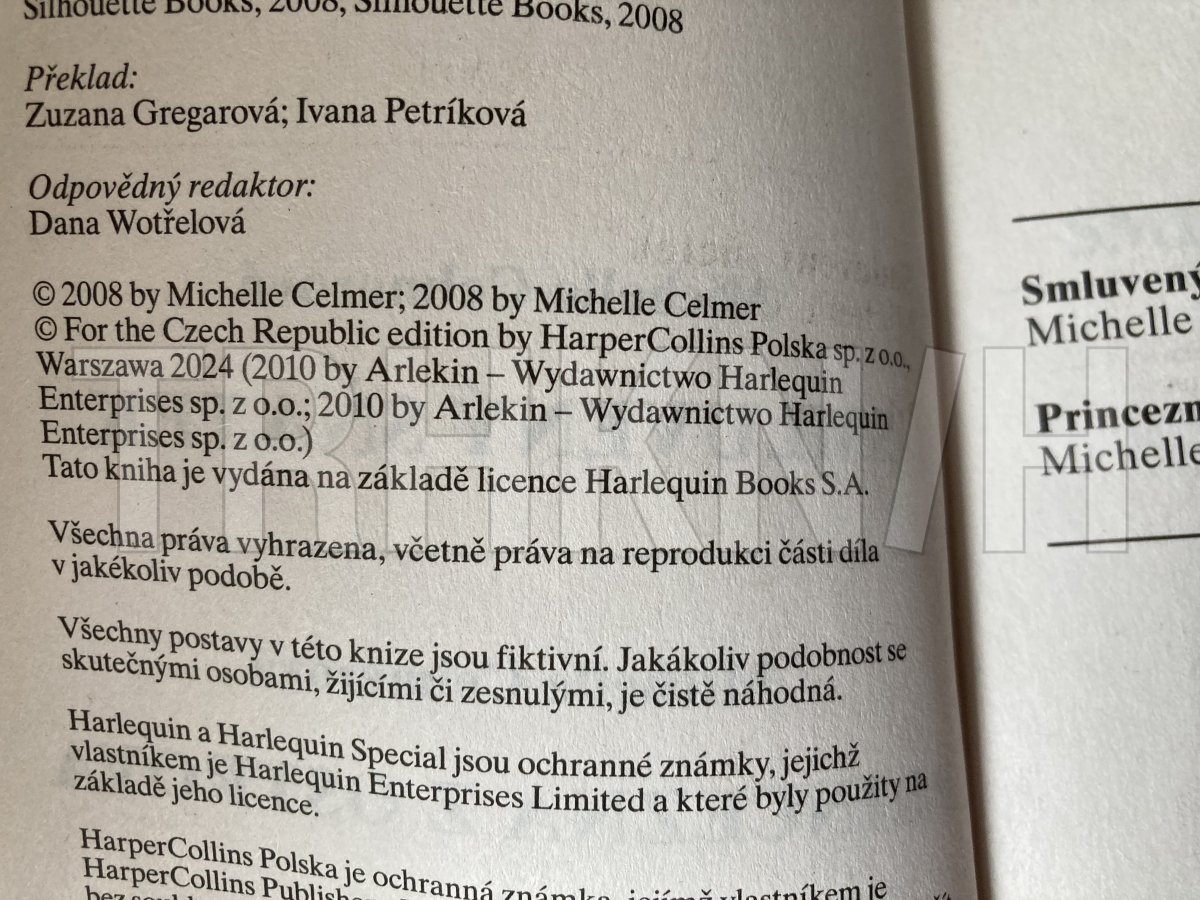 Silhouette Books, 2008; Silhouette Books, 2008
Překlad:
Zuzana Gregarová; Ivana Petríková
Odpovědný redaktor:
Dana Wotřelová
© 2008 by Michelle Celmer; 2008 by Michelle Celmer
© For the Czech Republic edition by HarperCollins Polska sp. z o.o.,
Warszawa 2024 (2010 by Arlekin – Wydawnictwo Harlequin
Enterprises sp. z o.o.; 2010 by Arlekin – Wydawnictwo Harlequin
Enterprises sp. z o.o.)
Tato kniha je vydána na základě licence Harlequin Books S.A.
Všechna práva vyhrazena, včetně práva na reprodukci části díla
v jakékoliv podobě.
Všechny postavy v této knize jsou fiktivní. Jakákoliv podobnost se
skutečnými osobami, žijícími či zesnulými, je čistě náhodná.
Harlequin a Harlequin Special jsou ochranné známky, jejichž
vlastníkem je Harlequin Enterprises Limited a které byly použity na
základě jeho licence.
HarperCollins Polska je ochranná známka, jejímž vlastníkem je
HarperCollins
Smluvený
Michelle
Michelle